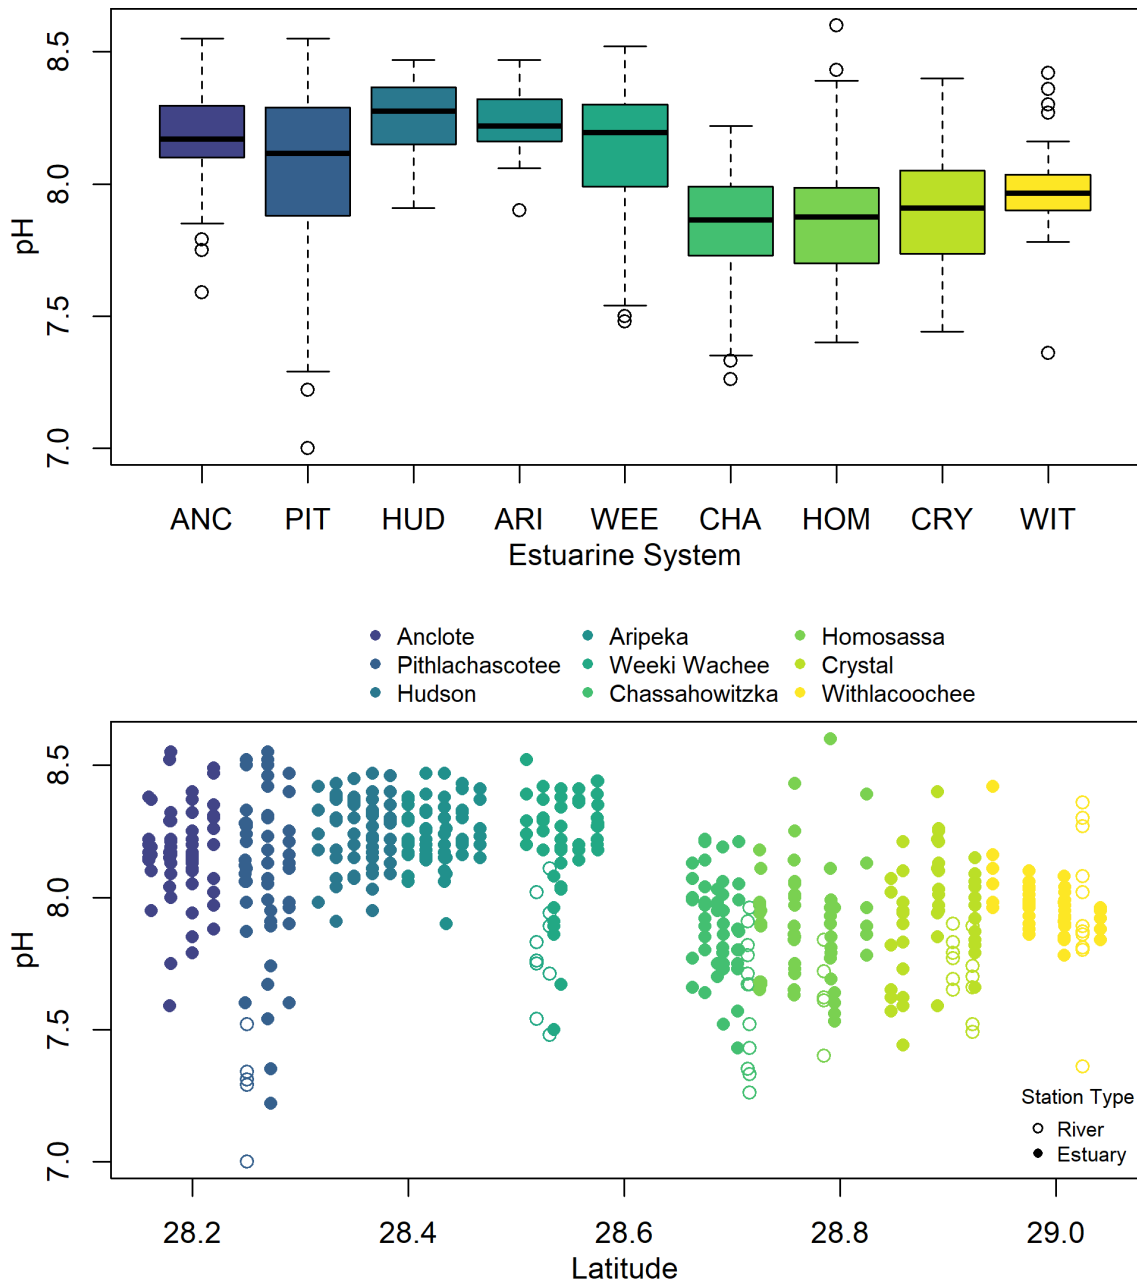 8.5
8.0
7.5
7.0
pH
ANC PIT HUD ARI WEE CHA HOM CRY WIT
Estuarine System
Anclote Aripeka Homosassa
Pithlachascotee Weeki Wachee Crystal
Hudson Chassahowitzka Withlacoochee
8.5
8.0
7.5
7.0
pH
Station Type
River
Estuary
28.2 28.4 28.6 28.8 29.0
Latitude